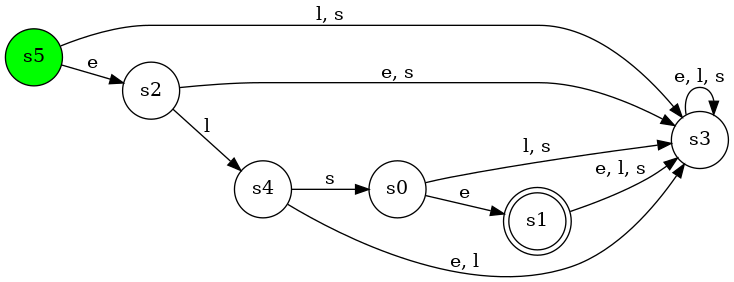 l, s
s5
e
s2
e, s
l
s4
s
s0
l, s
e
s1
e, l, s
e, l
e, l, s
s3